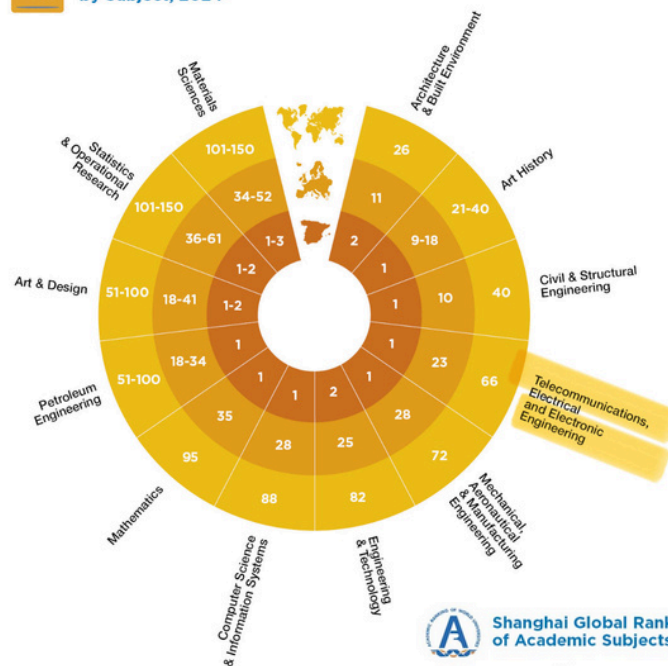 by Subject, 2024
Architecture
& Built Environment
26
11
2
Art History
21-40
9-18
1
Civil & Structural
Engineering
40
10
1
Telecommunications,
Electrical
and Electronic
Engineering
66
23
1
Mechanical,
Aeronautical
& Manufacturing
Engineering
72
28
1
Engineering
& Technology
82
25
2
Computer Science
& Information Systems
88
28
1
Mathematics
95
35
1
Petroleum
Engineering
51-100
18-34
1
Art & Design
51-100
18-41
1-2
Statistics
& Operational
Research
101-150
36-61
1-2
Materials
Sciences
101-150
34-52
1-3
Shanghai Global Rank
of Academic Subjects